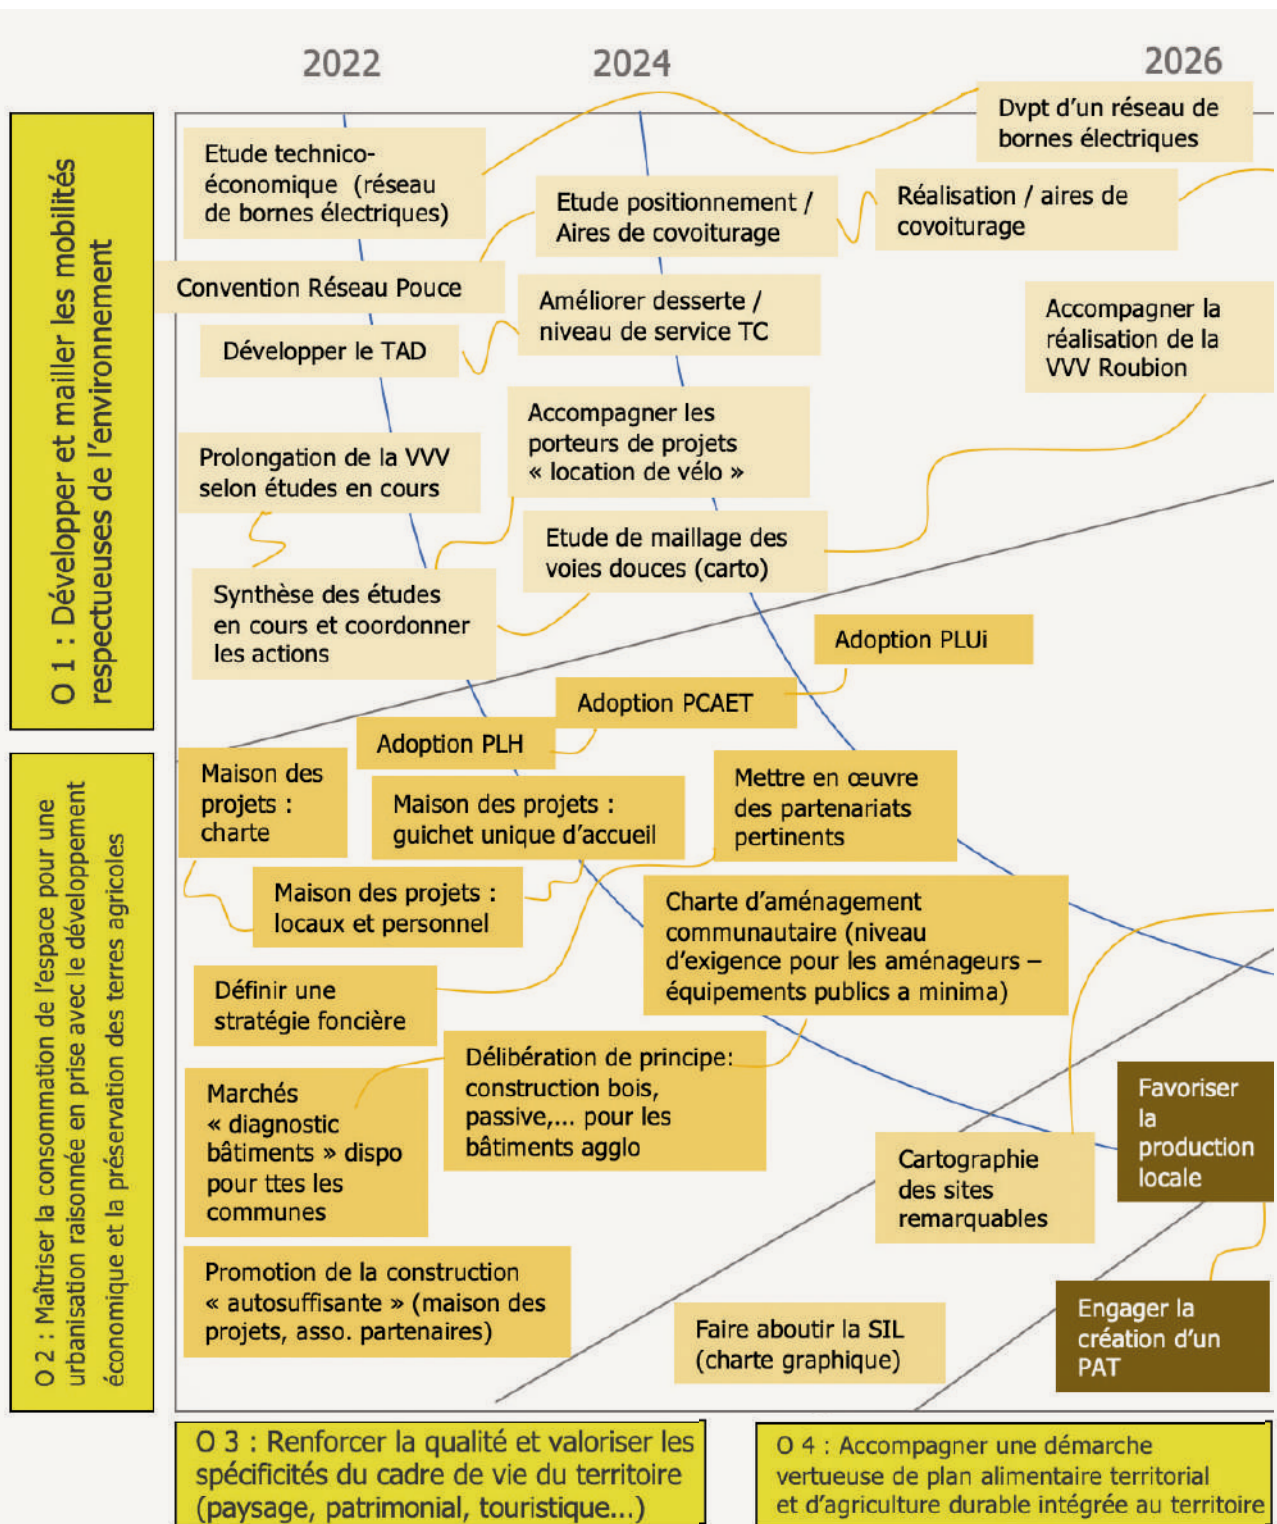 2022
2024
2026
O 1 : Développer et mailler les mobilités
respectueuses de l'environnement
Etude technico-
économique (réseau
de bornes électriques)
Dvpt d'un réseau de
bornes électriques
Etude positionnement /
Aires de covoiturage
Réalisation / aires de
covoiturage
Convention Réseau Pouce
Développer le TAD
Améliorer desserte /
niveau de service TC
Accompagner la
réalisation de la
VVV Roubion
Prolongation de la VVV
selon études en cours
Accompagner les
porteurs de projets
« location de vélo »
Etude de maillage des
voies douces (carto)
Synthèse des études
en cours et coordonner
les actions
O 2 : Maîtriser la consommation de l'espace pour une
urbanisation raisonnée en prise avec le développement
économique et la préservation des terres agricoles
Adoption PLUi
Adoption PCAET
Adoption PLH
Maison des
projets :
charte
Maison des projets :
guichet unique d'accueil
Mettre en œuvre
des partenariats
pertinents
Maison des projets :
locaux et personnel
Charte d'aménagement
communautaire (niveau
d'exigence pour les aménageurs –
équipements publics a minima)
Définir une
stratégie foncière
Délibération de principe:
construction bois,
passive,... pour les
bâtiments agglo
Marchés
« diagnostic
bâtiments » dispo
pour ttes les
communes
Favoriser
la
production
locale
Cartographie
des sites
remarquables
Promotion de la construction
« autosuffisante » (maison des
projets, asso. partenaires)
Faire aboutir la SIL
(charte graphique)
Engager la
création d'un
PAT
O 3 : Renforcer la qualité et valoriser les
spécificités du cadre de vie du territoire
(paysage, patrimonial, touristique...)
O 4 : Accompagner une démarche
vertueuse de plan alimentaire territorial
et d'agriculture durable intégrée au territoire